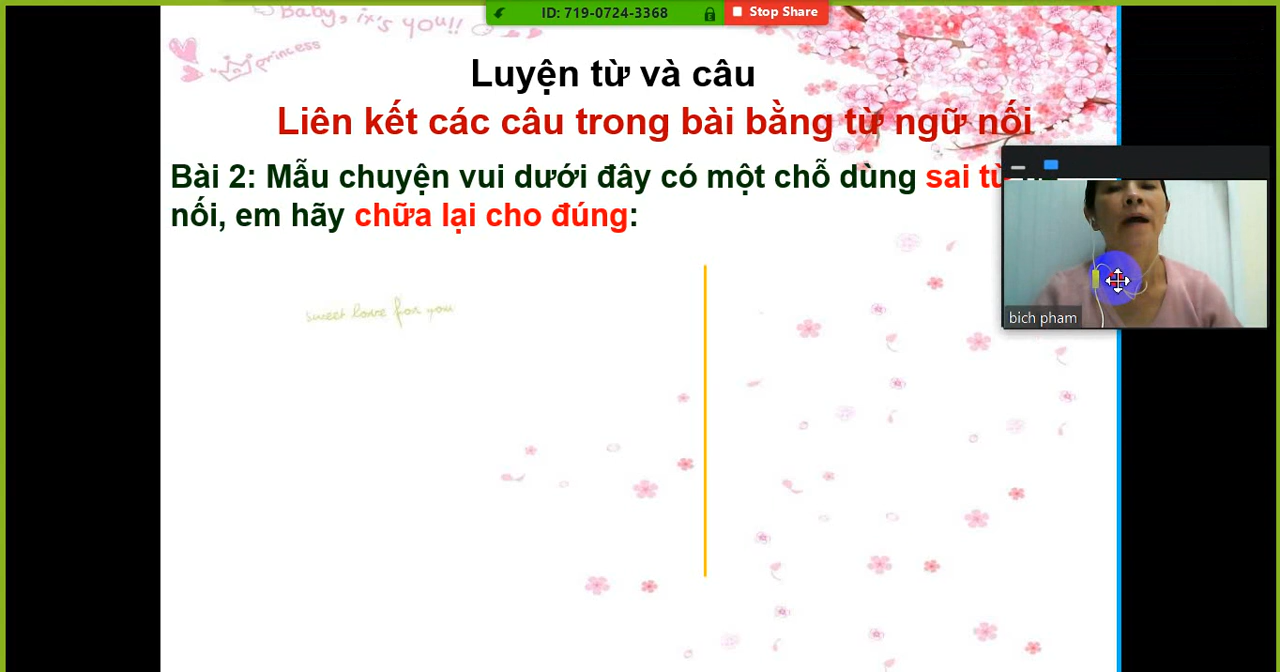 Baby, it's you!!
ID: 719-0724-3368
Stop Share
princess
Luyện từ và câu
Liên kết các câu trong bài bằng từ ngữ nối
Bài 2: Mẫu chuyện vui dưới đây có một chỗ dùng sai từ
nối, em hãy chữa lại cho đúng:
sweet love for you
bich pham